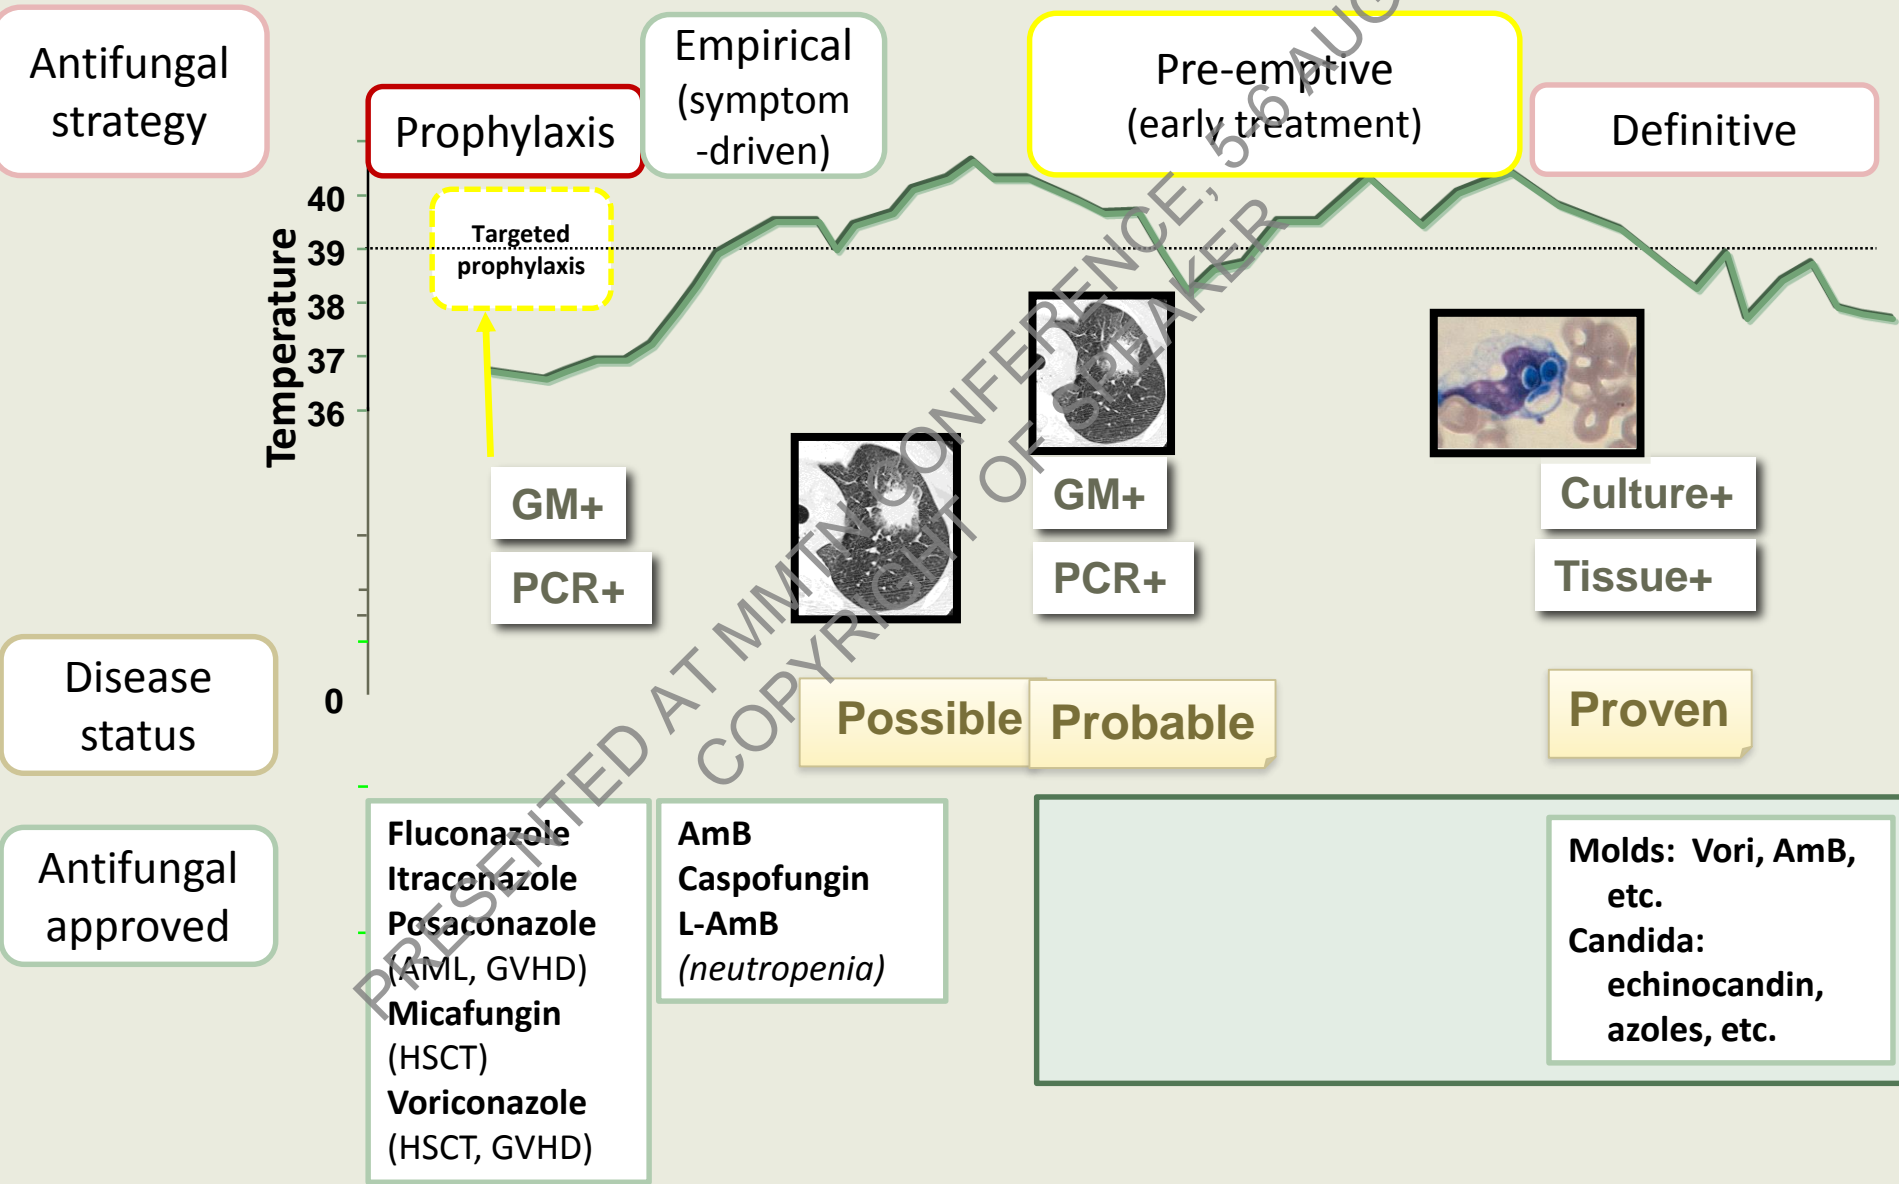 Antifungal
strategy
Prophylaxis
Empirical
(symptom
-driven)
Pre-emptive
(early treatment)
Definitive
Targeted
prophylaxis
Temperature
40
39
38
37
36
0
GM+
PCR+
GM+
PCR+
Culture+
Tissue+
Disease
status
Possible
Probable
Proven
Antifungal
approved
Fluconazole
Itraconazole
Posaconazole
(AML, GVHD)
Micafungin
(HSCT)
Voriconazole
(HSCT, GVHD)
AmB
Caspofungin
L-AmB
(neutropenia)
Molds: Vori, AmB,
etc.
Candida:
echinocandin,
azoles, etc.
PRESENTED AT MMTN CONFERENCE, 5-6 AUG
COPYRIGHT OF SPEAKER